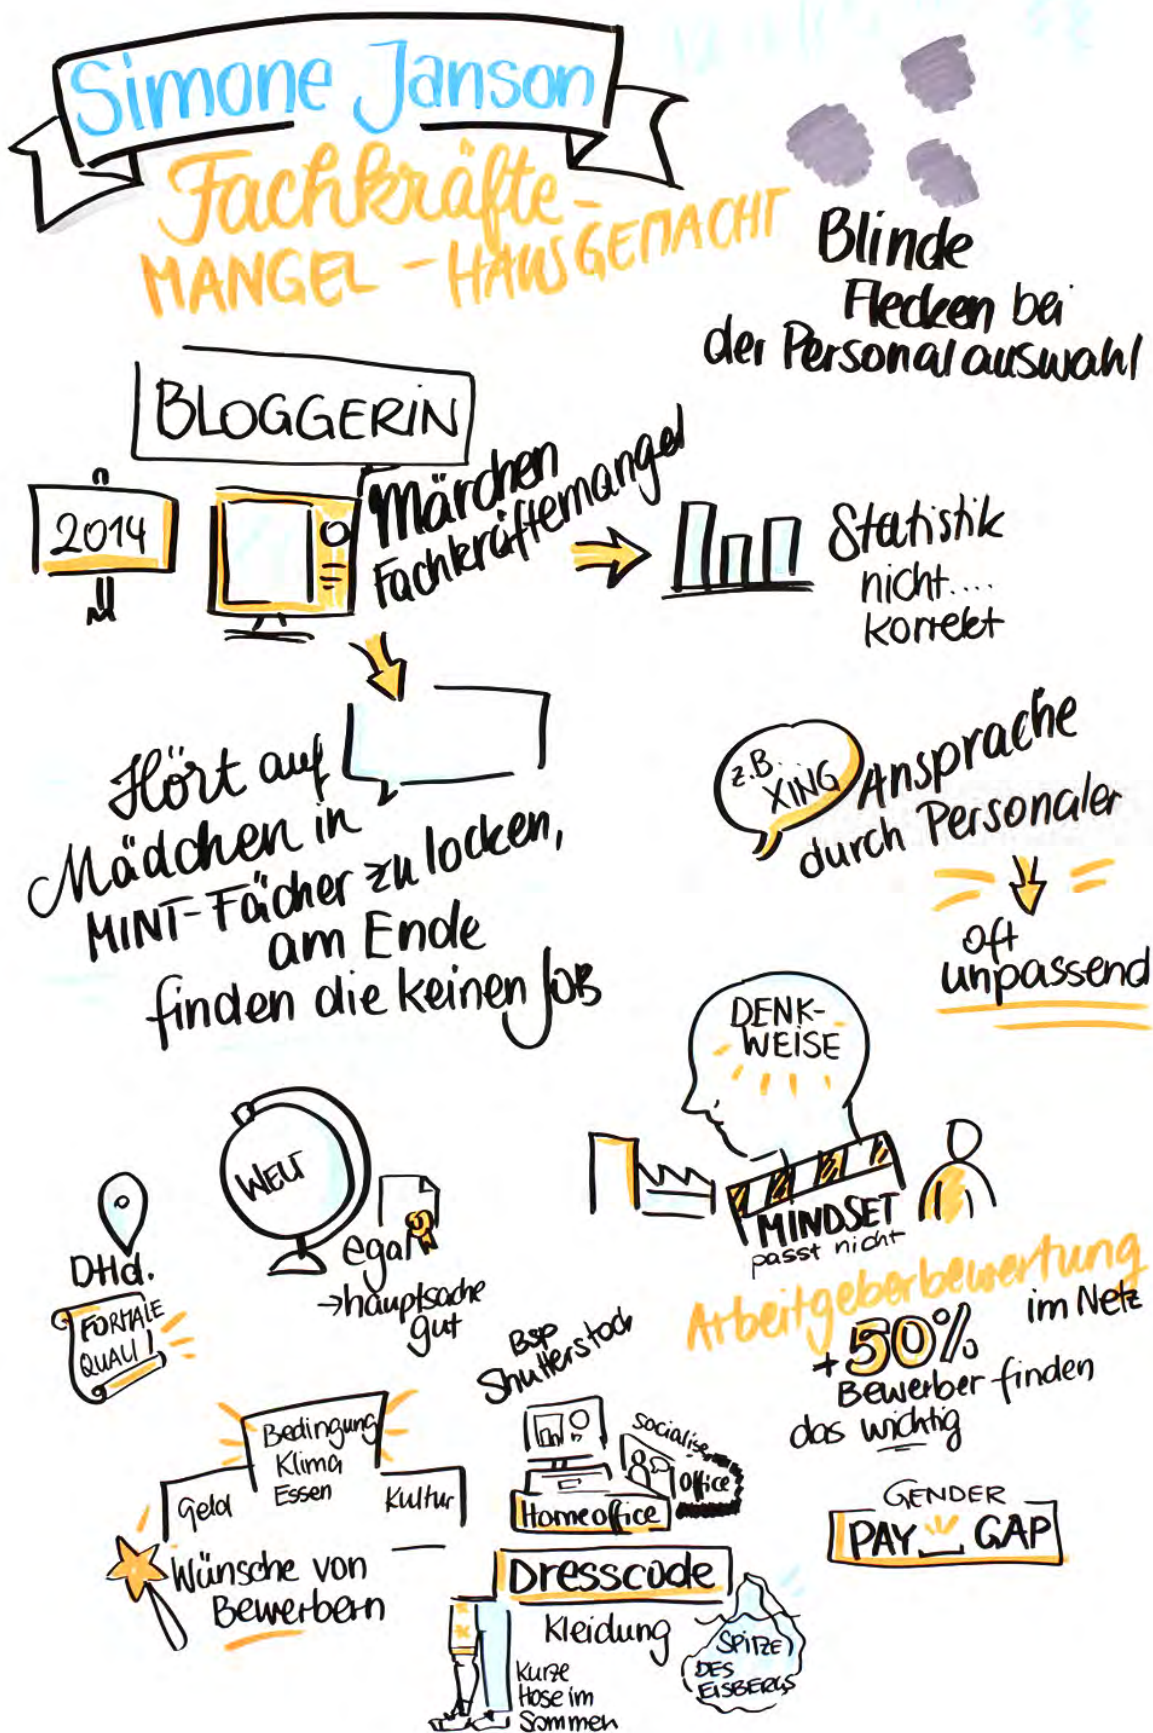 Simone Janson
Fachkräfte-
MANGEL - HAUSGEMACHT
Blinde
Flecken bei
der Personalauswahl
BLOGGERIN
2014
Märchen
Fachkräftemangel
Statistik
nicht....
korrekt
Hört auf
Mädchen in
MINT-Fächer zu locken,
am Ende
finden die keinen Job
z.B.
XING
Ansprache
durch Personaler
oft
unpassend
DENK-
WEISE
MINDSET
passt nicht
WELT
egal
→hauptsache
gut
DHd.
FORMALE
QUALI
Arbeitgeberbewertung
im Netz
+50%
Bewerber finden
das wichtig
Bsp
Shutterstock
socialise
Office
Homeoffice
Bedingung
Klima
Essen
Geld
Kultur
Wünsche von
Bewerbern
GENDER
PAY GAP
Dresscode
Kleidung
Kurze
Hose im
Sommer
SPITZE
DES
EISBERGS